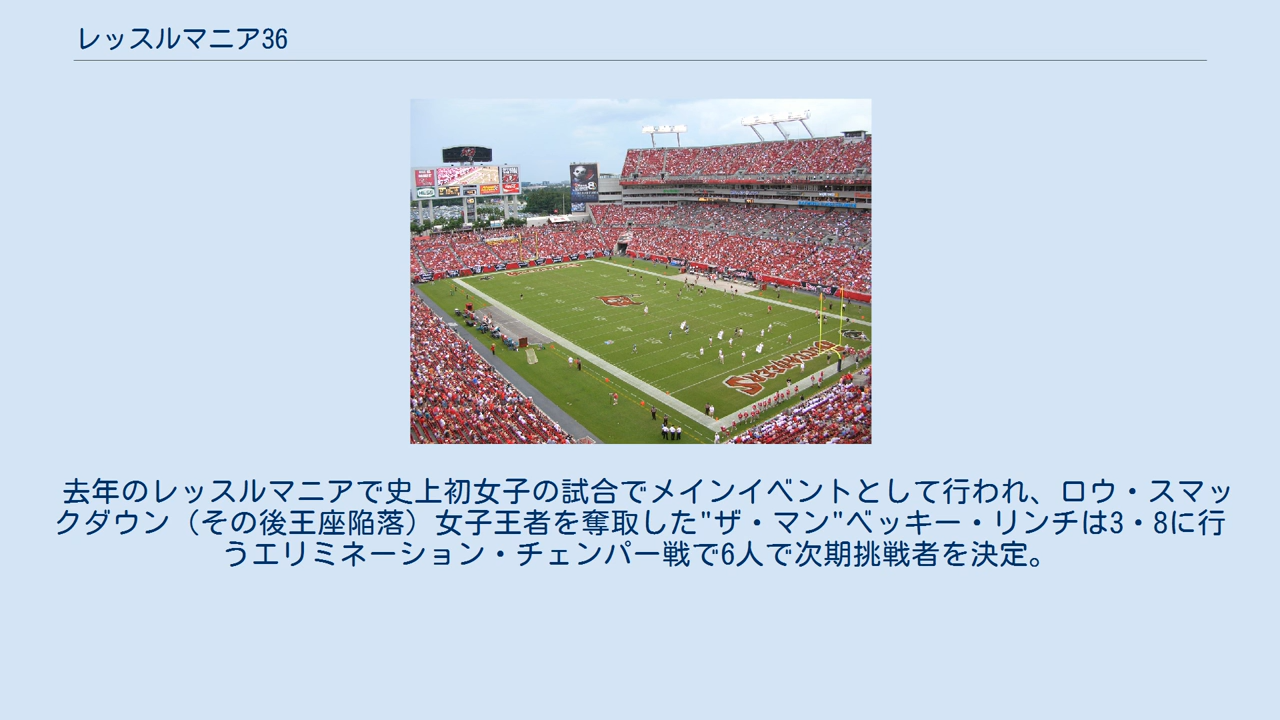 レッスルマニア36
去年のレッスルマニアで史上初女子の試合でメインイベントとして行われ、ロウ・スマッ
クダウン（その後王座陥落）女子王者を奪取した"ザ・マン"ベッキー・リンチは3・8に行
うエリミネーション・チェンバー戦で6人で次期挑戦者を決定。